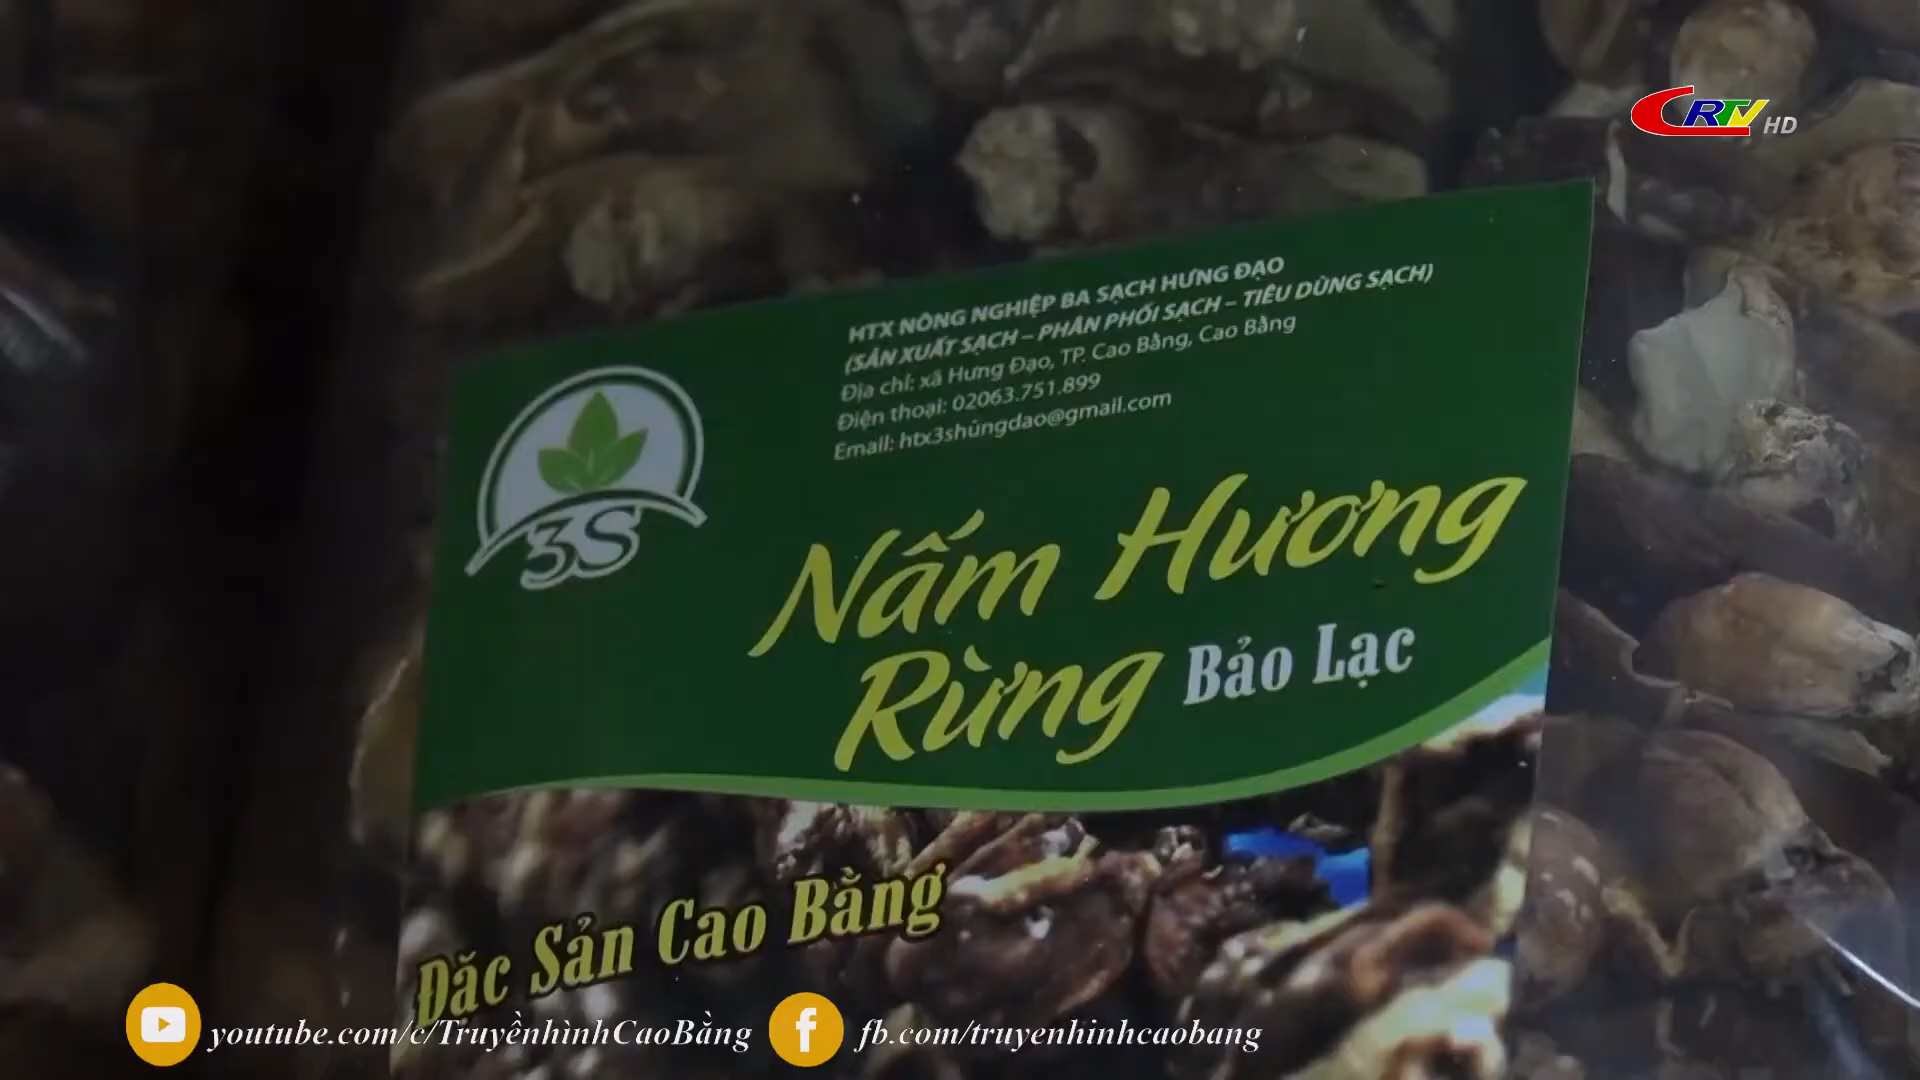 CRTV HD
HTX NÔNG NGHIỆP BA SẠCH HƯNG ĐẠO
(SẢN XUẤT SẠCH – PHÂN PHỐI SẠCH – TIÊU DÙNG SẠCH)
Địa chỉ: xã Hưng Đạo, TP. Cao Bằng, Cao Bằng
Điện thoại: 02063.751.899
Email: htx3shủngdao@gmail.com
3S
Nấm Hương
Rừng Bảo Lạc
Đặc Sản Cao Bằng
youtube.com/c/TruyềnhìnhCaoBằng
fb.com/truyenhinhcaobang